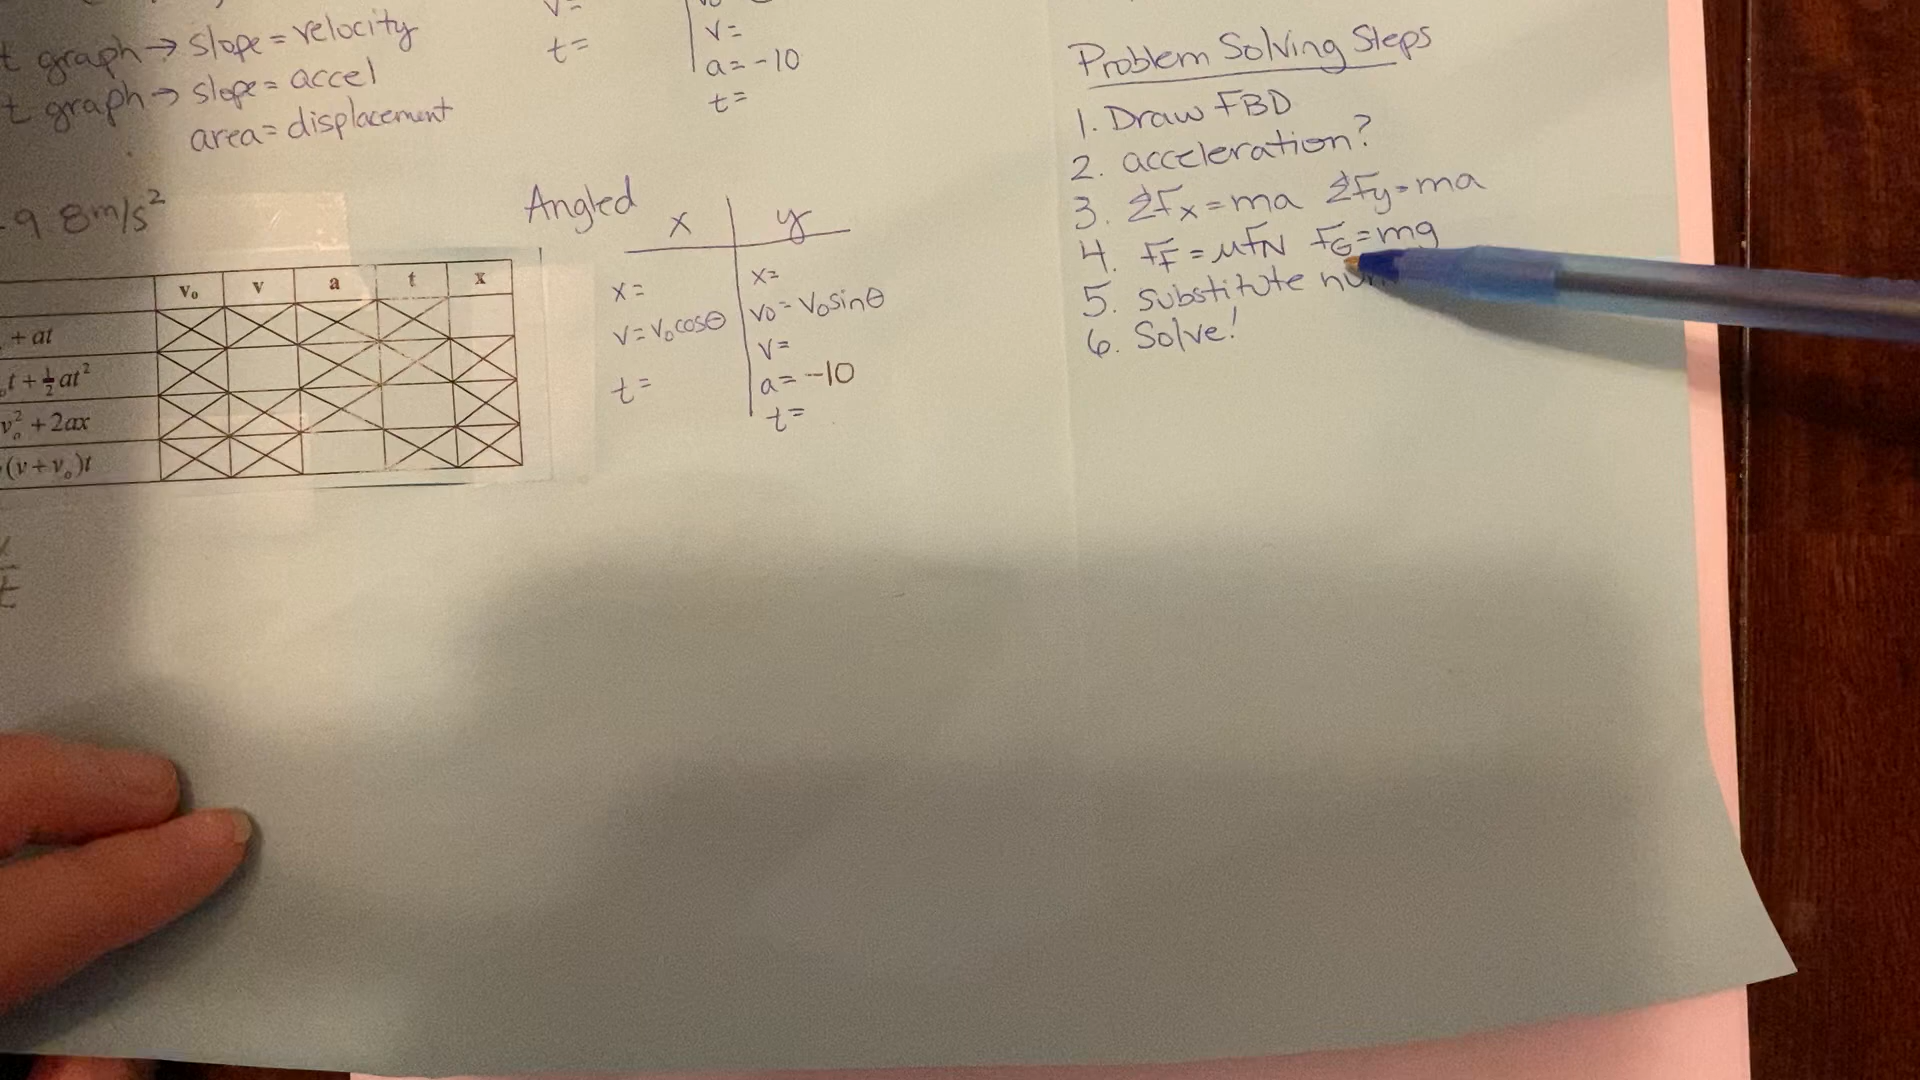 t graph → slope = velocity
t graph → slope = accel
area = displacement
-9 8m/s²
v₀ v a t x
+ at
t + ½at²
v₀² + 2ax
(v + v₀)t
t
v=
t=
v=
a= -10
t=
Angled
x y
x=
v= v₀cosθ
t=
x=
v₀= v₀sinθ
v=
a= -10
t=
Problem Solving Steps
1. Draw FBD
2. acceleration?
3. ΣFx = ma ΣFy = ma
4. FF = μFN FG = mg
5. substitute
6. Solve!